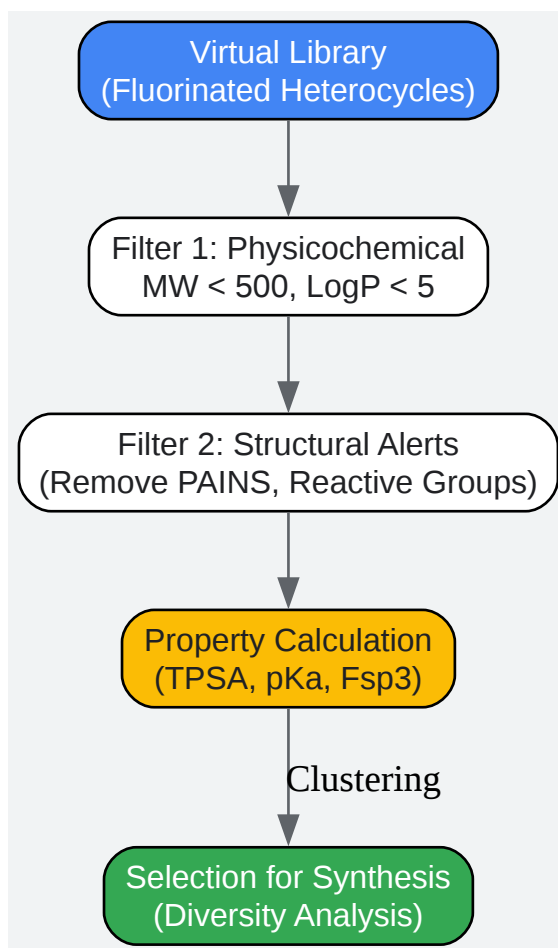 Virtual Library
(Fluorinated Heterocycles)
Filter 1: Physicochemical
MW < 500, LogP < 5
Filter 2: Structural Alerts
(Remove PAINS, Reactive Groups)
Property Calculation
(TPSA, pKa, Fsp3)
Clustering
Selection for Synthesis
(Diversity Analysis)